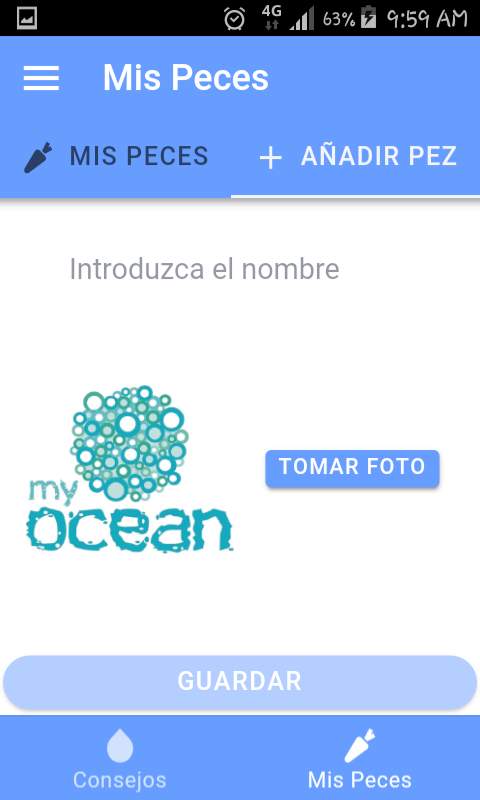 4G 63% 9:59 AM
Mis Peces
MIS PECES
AÑADIR PEZ
Introduzca el nombre
my
ocean
TOMAR FOTO
GUARDAR
Consejos
Mis Peces